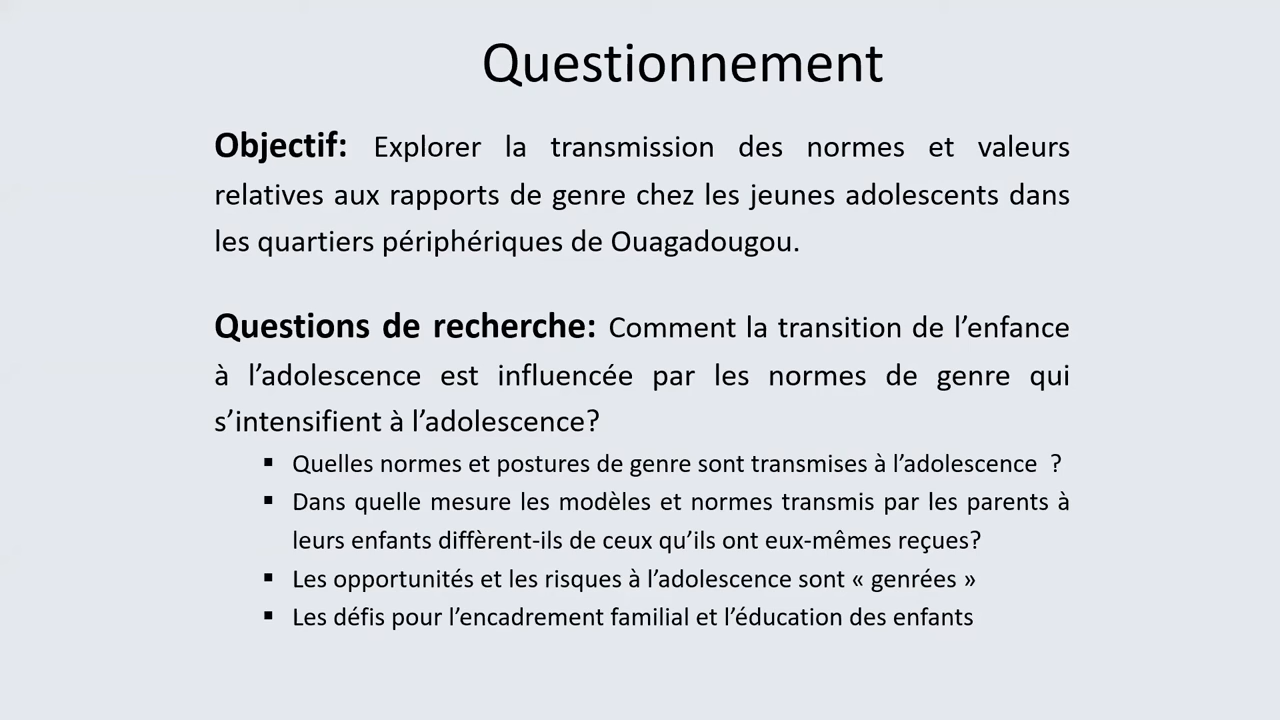 Questionnement
Objectif: Explorer la transmission des normes et valeurs
relatives aux rapports de genre chez les jeunes adolescents dans
les quartiers périphériques de Ouagadougou.
Questions de recherche: Comment la transition de l’enfance
à l’adolescence est influencée par les normes de genre qui
s’intensifient à l’adolescence?
▪ Quelles normes et postures de genre sont transmises à l’adolescence ?
▪ Dans quelle mesure les modèles et normes transmis par les parents à
leurs enfants diffèrent-ils de ceux qu’ils ont eux-mêmes reçues?
▪ Les opportunités et les risques à l’adolescence sont « genrées »
▪ Les défis pour l’encadrement familial et l’éducation des enfants